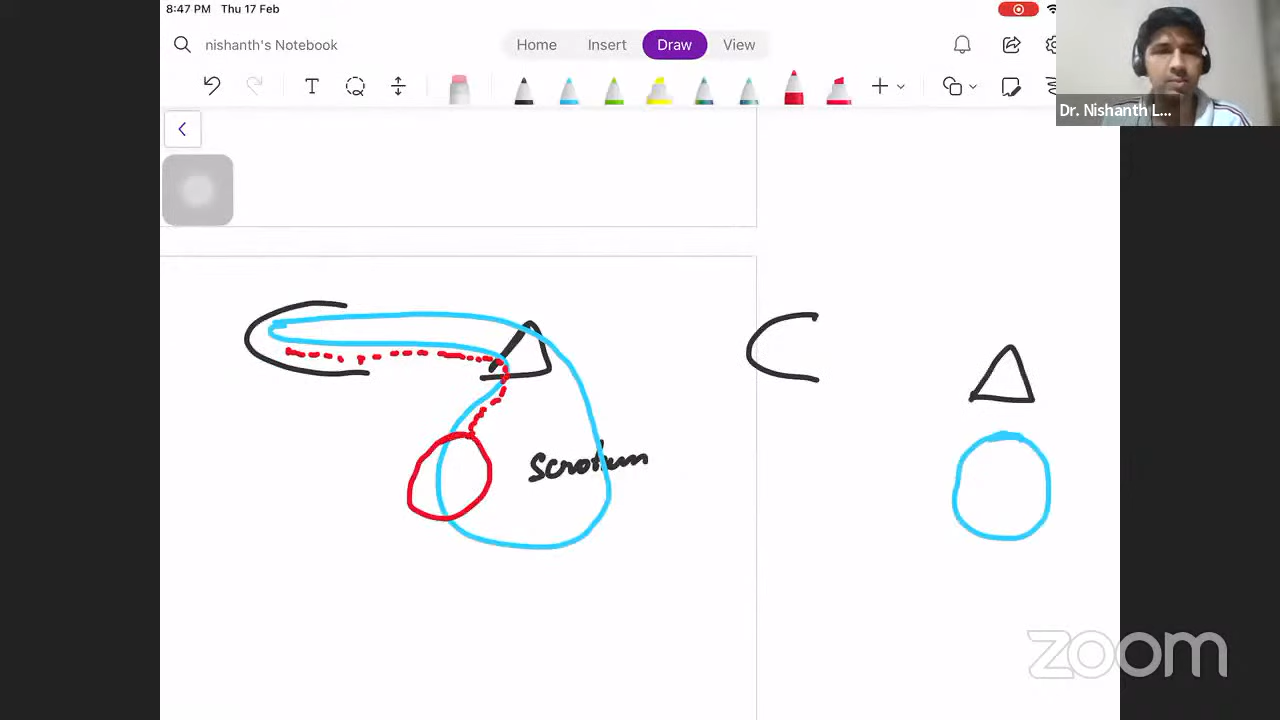 8:47 PM Thu 17 Feb
nishanth's Notebook
Home Insert Draw View
T
Dr. Nishanth L...
Scrotum
zoom